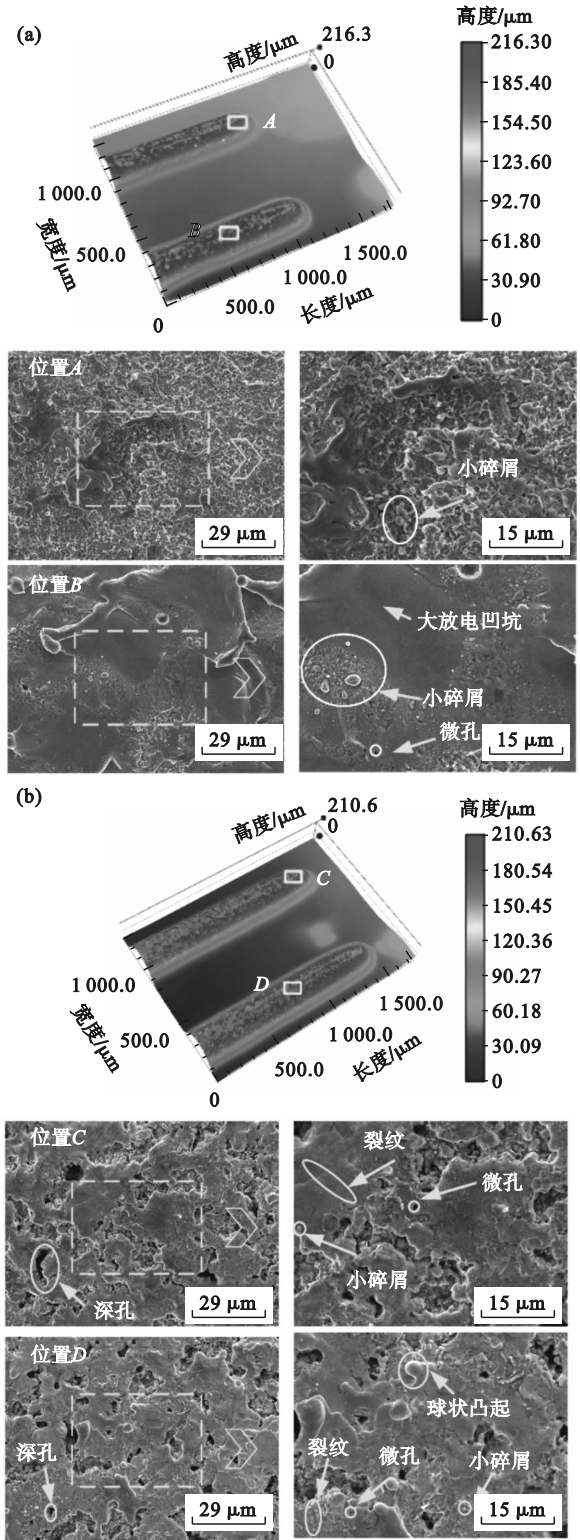 (a)
高度/μm
216.3
0
A
B
1 000.0
500.0
宽度/μm
0
500.0
1 000.0
1 500.0
长度/μm
高度/μm
216.30
185.40
154.50
123.60
92.70
61.80
30.90
0
位置A
29 μm
小碎屑
15 μm
位置B
29 μm
大放电凹坑
小碎屑
微孔
15 μm
(b)
高度/μm
210.6
0
C
D
1 000.0
500.0
宽度/μm
0
500.0
1 000.0
1 500.0
长度/μm
高度/μm
210.63
180.54
150.45
120.36
90.27
60.18
30.09
0
位置C
深孔
29 μm
裂纹
微孔
小碎屑
15 μm
位置D
深孔
29 μm
球状凸起
裂纹
微孔
小碎屑
15 μm